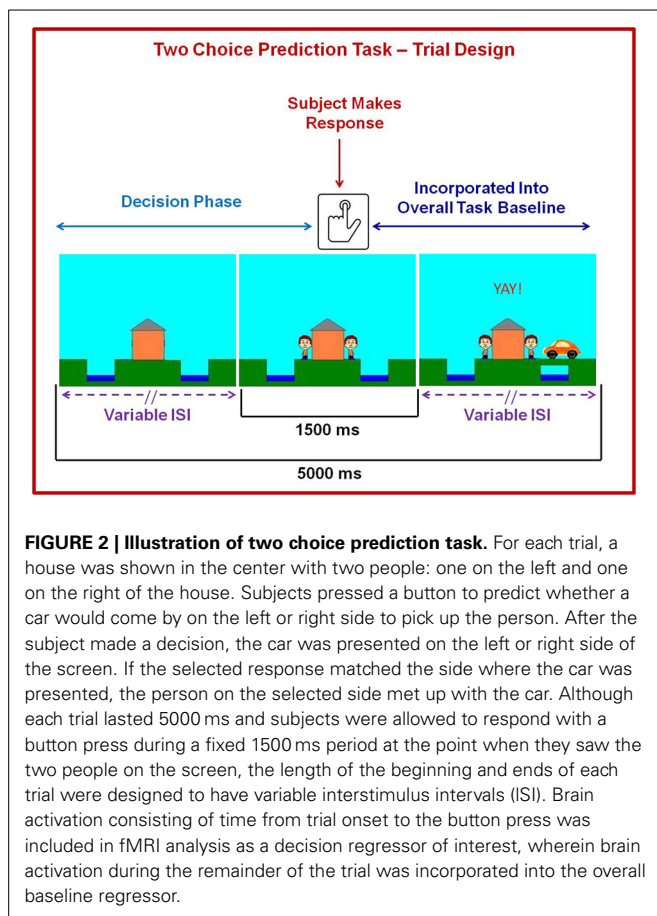 Two Choice Prediction Task – Trial Design
Subject Makes
Response
Decision Phase
Incorporated Into
Overall Task Baseline
YAY!
Variable ISI
Variable ISI
1500 ms
5000 ms
FIGURE 2 | Illustration of two choice prediction task. For each trial, a
house was shown in the center with two people: one on the left and one
on the right of the house. Subjects pressed a button to predict whether a
car would come by on the left or right side to pick up the person. After the
subject made a decision, the car was presented on the left or right side of
the screen. If the selected response matched the side where the car was
presented, the person on the selected side met up with the car. Although
each trial lasted 5000 ms and subjects were allowed to respond with a
button press during a fixed 1500 ms period at the point when they saw the
two people on the screen, the length of the beginning and ends of each
trial were designed to have variable interstimulus intervals (ISI). Brain
activation consisting of time from trial onset to the button press was
included in fMRI analysis as a decision regressor of interest, wherein brain
activation during the remainder of the trial was incorporated into the overall
baseline regressor.